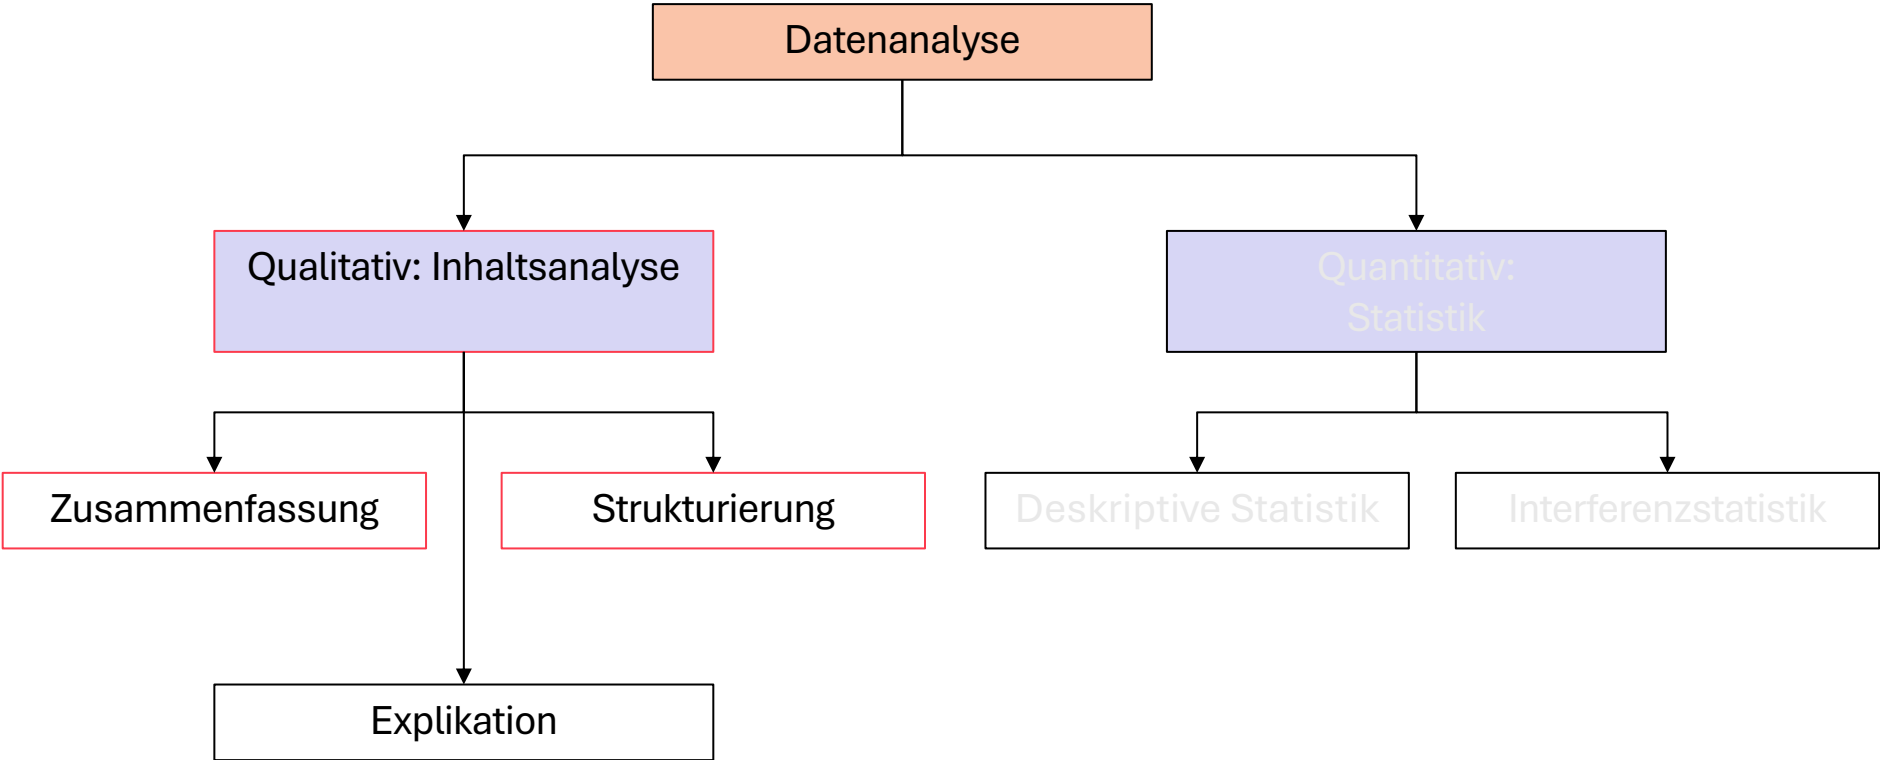 Datenanalyse
Qualitativ: Inhaltsanalyse
Quantitativ:
Statistik
Zusammenfassung
Strukturierung
Deskriptive Statistik
Interferenzstatistik
Explikation